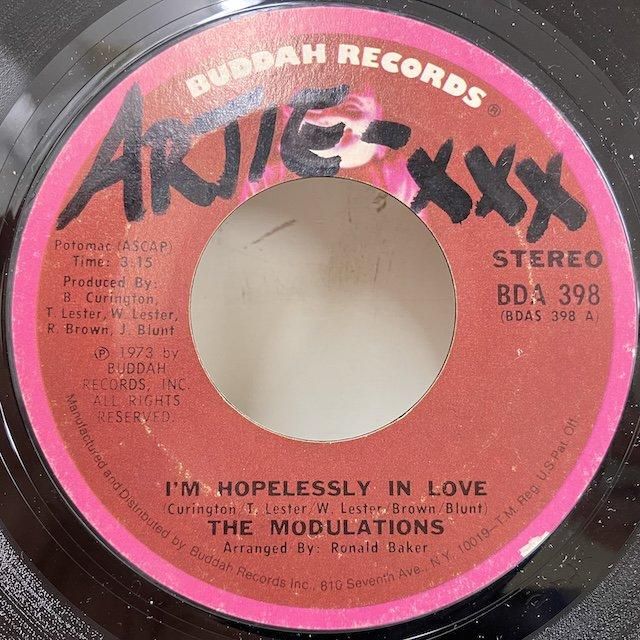 BUDDAH RECORDS®
ARTIE-XXX
Potomac (ASCAP)
Time: 3:15
Produced By:
B. Curington,
T. Lester, W. Lester,
R. Brown, J. Blunt
℗ 1973 by
BUDDAH
RECORDS, INC.
ALL RIGHTS
RESERVED.
STEREO
BDA 398
(BDAS 398 A)
I'M HOPELESSLY IN LOVE
(Curington/T. Lester/W. Lester/Brown/Blunt)
THE MODULATIONS
Arranged By: Ronald Baker
Manufactured and Distributed by Buddah Records Inc., 810 Seventh Ave., N.Y. 10019-T.M. Reg. U.S. Pat. Off.